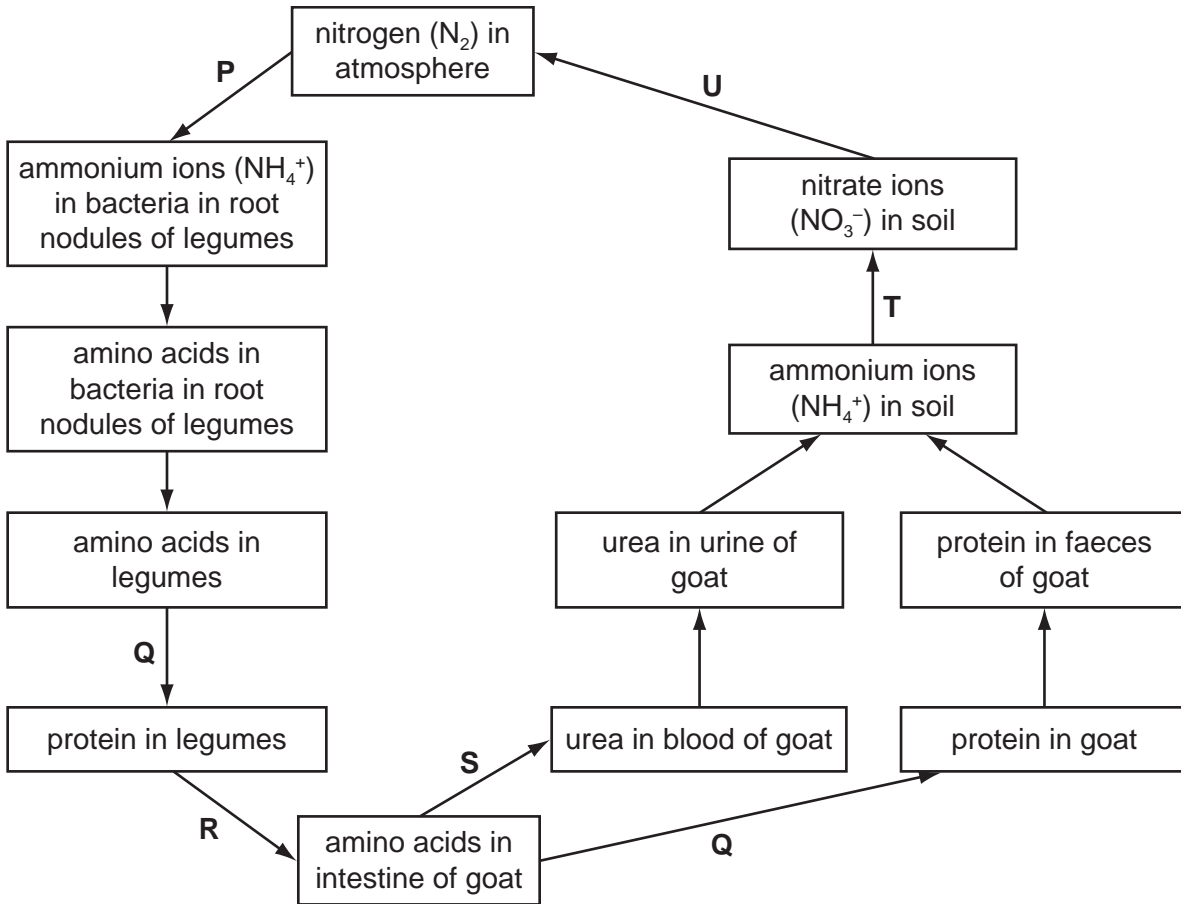 nitrogen (N₂) in
atmosphere
P
U
ammonium ions (NH₄⁺)
in bacteria in root
nodules of legumes
nitrate ions
(NO₃⁻) in soil
T
amino acids in
bacteria in root
nodules of legumes
ammonium ions
(NH₄⁺) in soil
amino acids in
legumes
urea in urine of
goat
protein in faeces
of goat
Q
protein in legumes
urea in blood of goat
protein in goat
S
R
Q
amino acids in
intestine of goat